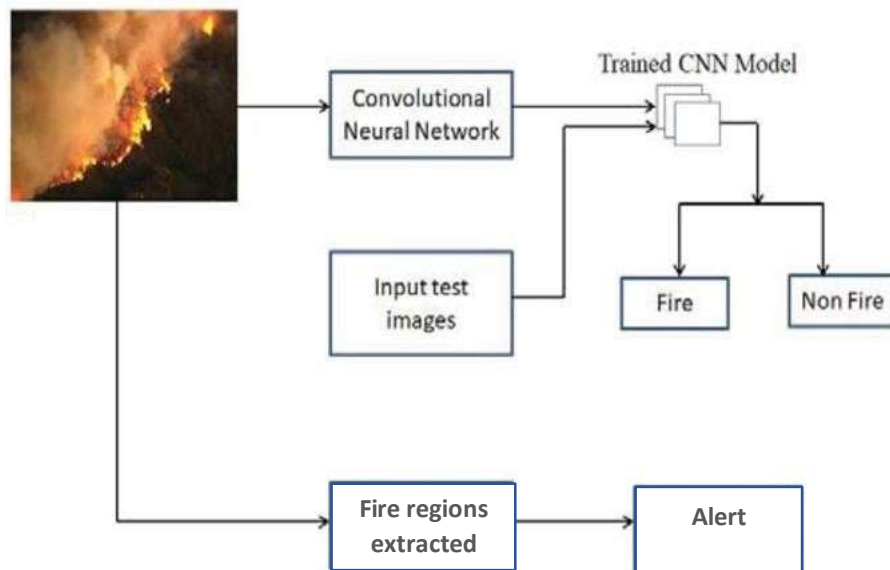 Trained CNN Model
Convolutional
Neural Network
Input test
images
Fire
Non Fire
Fire regions
extracted
Alert